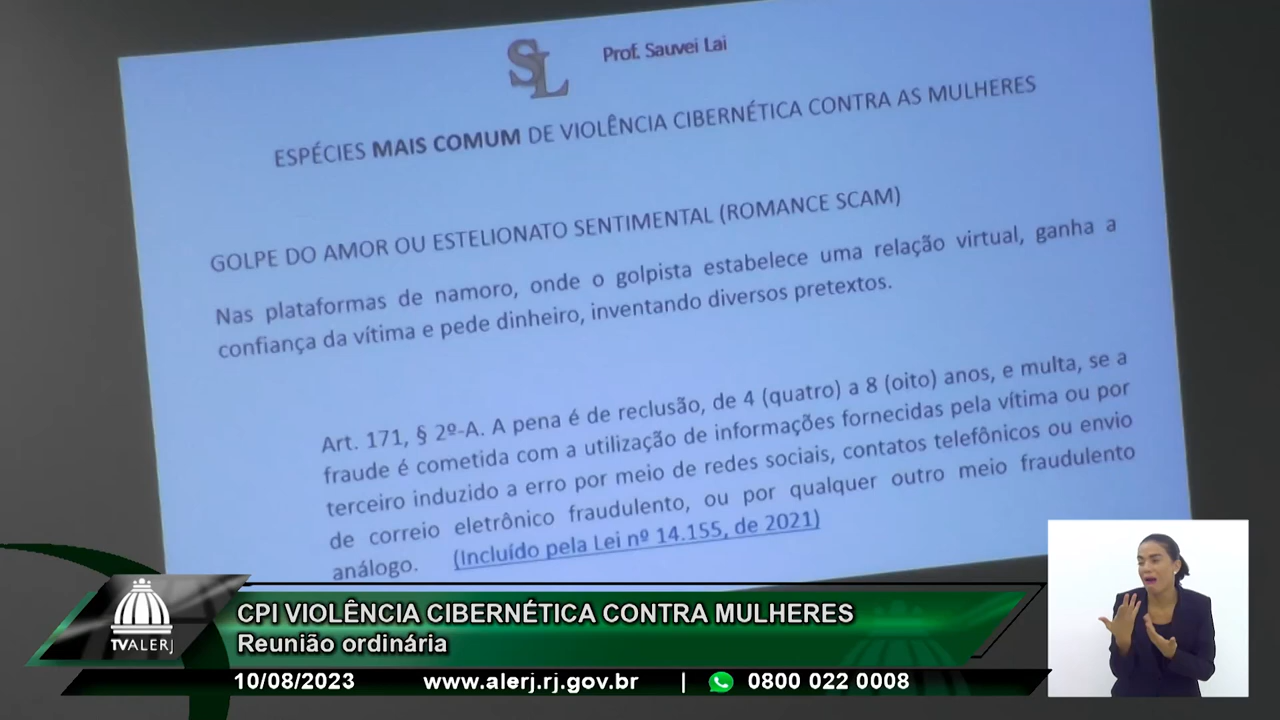 SL
Prof. Sauvei Lai
ESPÉCIES MAIS COMUM DE VIOLÊNCIA CIBERNÉTICA CONTRA AS MULHERES
GOLPE DO AMOR OU ESTELIONATO SENTIMENTAL (ROMANCE SCAM)
Nas plataformas de namoro, onde o golpista estabelece uma relação virtual, ganha a
confiança da vítima e pede dinheiro, inventando diversos pretextos.
Art. 171, § 2º-A. A pena é de reclusão, de 4 (quatro) a 8 (oito) anos, e multa, se a
fraude é cometida com a utilização de informações fornecidas pela vítima ou por
terceiro induzido a erro por meio de redes sociais, contatos telefônicos ou envio
de correio eletrônico fraudulento, ou por qualquer outro meio fraudulento
análogo. (Incluído pela Lei nº 14.155, de 2021)
TVALERJ
CPI VIOLÊNCIA CIBERNÉTICA CONTRA MULHERES
Reunião ordinária
10/08/2023 www.alerj.rj.gov.br | 0800 022 0008